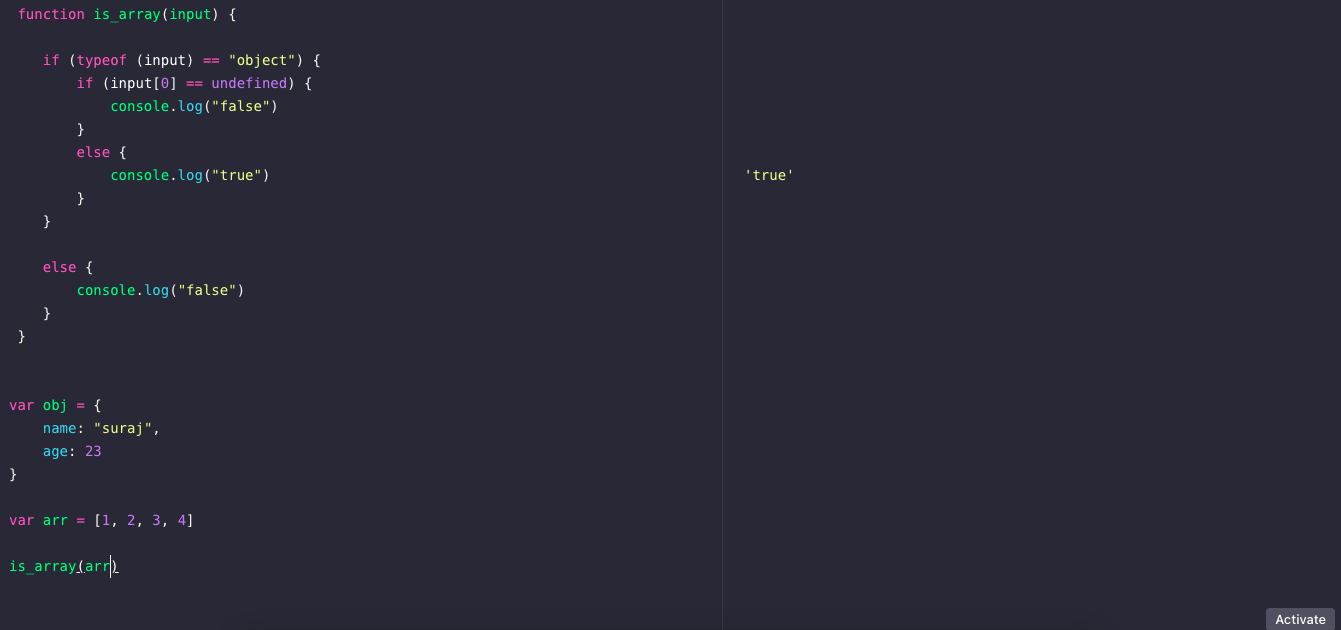 function is_array(input) {
if (typeof (input) == "object") {
if (input[0] == undefined) {
console.log("false")
}
else {
console.log("true")
'true'
}
}
else {
console.log("false")
}
}
var obj = {
name: "suraj",
age: 23
}
var arr = [1, 2, 3, 4]
is_array(arr)
Activate